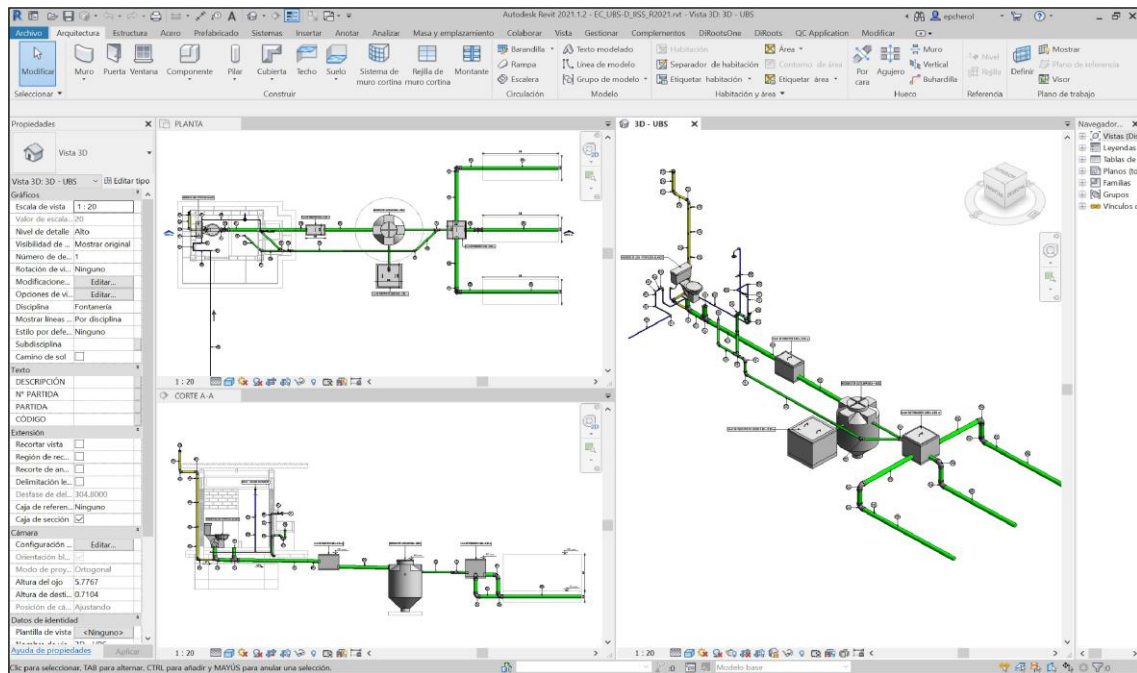 Autodesk Revit 2021.1.2 - EC_UBS-D_IISS_R2021.rvt - Vista 3D: 3D - UBS
epcherol
Archivo Arquitectura Estructura Acero Prefabricado Sistemas Insertar Anotar Analizar Masa y emplazamiento Colaborar Vista Gestionar Complementos DiRootsOne DiRoots QC Application Modificar
Modificar
Muro Puerta Ventana Componente Pilar Cubierta Techo Suelo Sistema de muro cortina Rejilla de muro cortina Montante
Barandilla
Rampa
Escalera
Texto modelado
Línea de modelo
Grupo de modelo
Habitación
Separador de habitación
Etiquetar habitación
Área
Contorno de área
Etiquetar área
Por cara
Agujero
Muro
Vertical
Buhardilla
Nivel
Rejilla
Definir
Mostrar
Plano de referencia
Visor
Seleccionar Construir Circulación Modelo Habitación y área Hueco Referencia Plano de trabajo
Propiedades
Vista 3D
Vista 3D: 3D - UBS Editar tipo
Gráficos
Escala de vista 1 : 20
Valor de escala... 20
Nivel de detalle Alto
Visibilidad de ... Mostrar original
Número de de... 1
Rotación de vi... Ninguno
Modificacione... Editar...
Opciones de vi... Editar...
Disciplina Fontanería
Mostrar líneas ... Por disciplina
Estilo por defe... Ninguno
Subdisciplina
Camino de sol
Texto
DESCRIPCIÓN
N° PARTIDA
PARTIDA
CÓDIGO
Extensión
Recortar vista
Región de rec...
Recorte de an...
Delimitación le...
Desfase de del... 304.8000
Caja de referen... Ninguno
Caja de sección
Cámara
Configuración ... Editar...
Orientación bl...
Modo de proy... Ortogonal
Altura del ojo 5.7767
Altura de desti... 0.7104
Posición de cá... Ajustando
Datos de identidad
Plantilla de vista <Ninguno>
Ayuda de propiedades Aplicar
PLANTA
1 : 20
CORTE A-A
1 : 20
3D - UBS
1 : 20
Navegador...
Vistas (Dis
Leyendas
Tablas de
Planos (to
Familias
Grupos
Vínculos d
Clic para seleccionar, TAB para alternar, CTRL para añadir y MAYÚS para anular una selección.
:0
Modelo base
:0